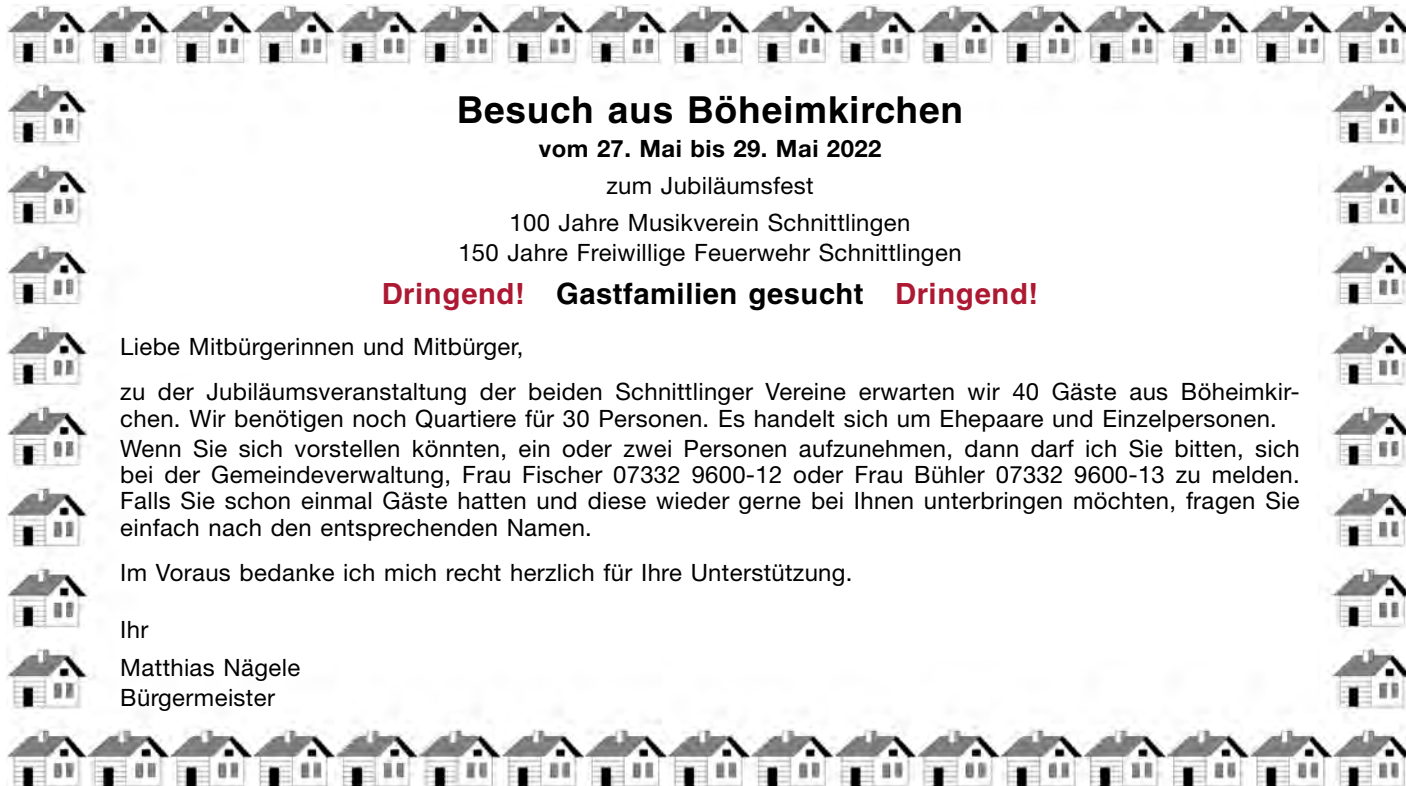 Besuch aus Böheimkirchen
vom 27. Mai bis 29. Mai 2022
zum Jubiläumsfest
100 Jahre Musikverein Schnittlingen
150 Jahre Freiwillige Feuerwehr Schnittlingen
Dringend! Gastfamilien gesucht Dringend!
Liebe Mitbürgerinnen und Mitbürger,
zu der Jubiläumsveranstaltung der beiden Schnittlinger Vereine erwarten wir 40 Gäste aus Böheimkir-
chen. Wir benötigen noch Quartiere für 30 Personen. Es handelt sich um Ehepaare und Einzelpersonen.
Wenn Sie sich vorstellen könnten, ein oder zwei Personen aufzunehmen, dann darf ich Sie bitten, sich
bei der Gemeindeverwaltung, Frau Fischer 07332 9600-12 oder Frau Bühler 07332 9600-13 zu melden.
Falls Sie schon einmal Gäste hatten und diese wieder gerne bei Ihnen unterbringen möchten, fragen Sie
einfach nach den entsprechenden Namen.
Im Voraus bedanke ich mich recht herzlich für Ihre Unterstützung.
Ihr
Matthias Nägele
Bürgermeister